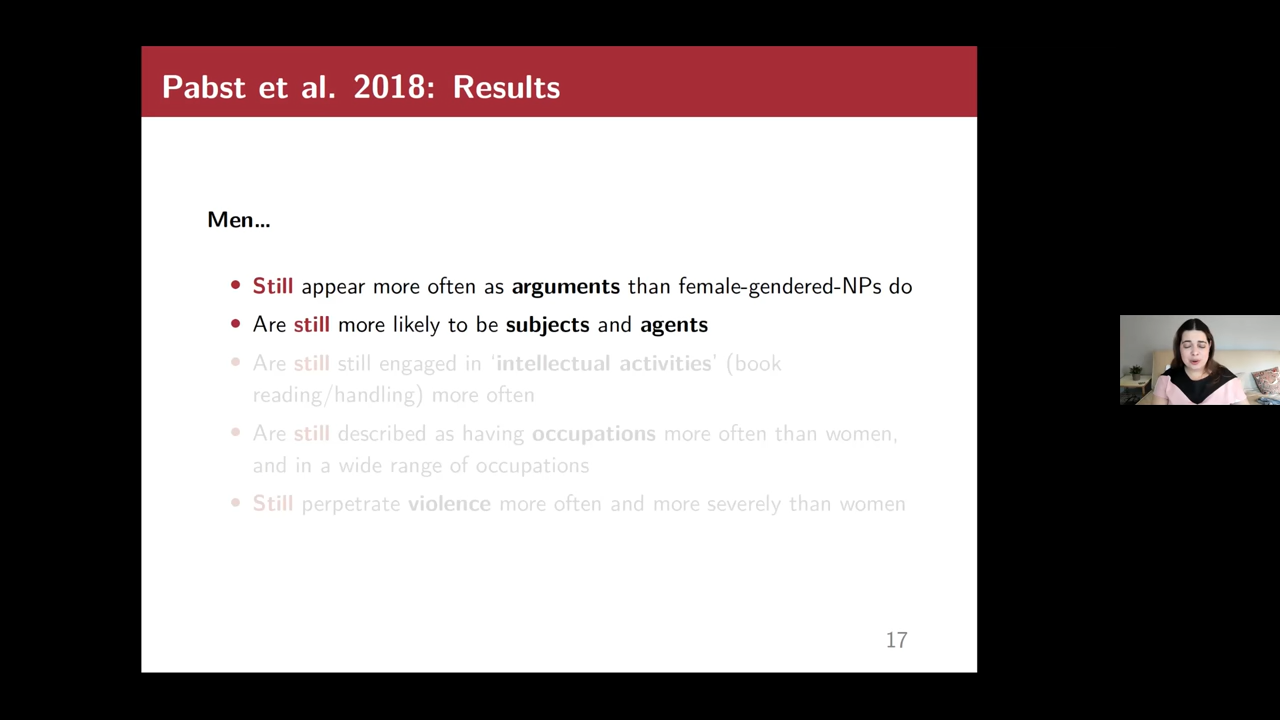 Pabst et al. 2018: Results
Men...
• Still appear more often as arguments than female-gendered-NPs do
• Are still more likely to be subjects and agents
• Are still still engaged in ‘intellectual activities’ (book
reading/handling) more often
• Are still described as having occupations more often than women,
and in a wide range of occupations
• Still perpetrate violence more often and more severely than women
17